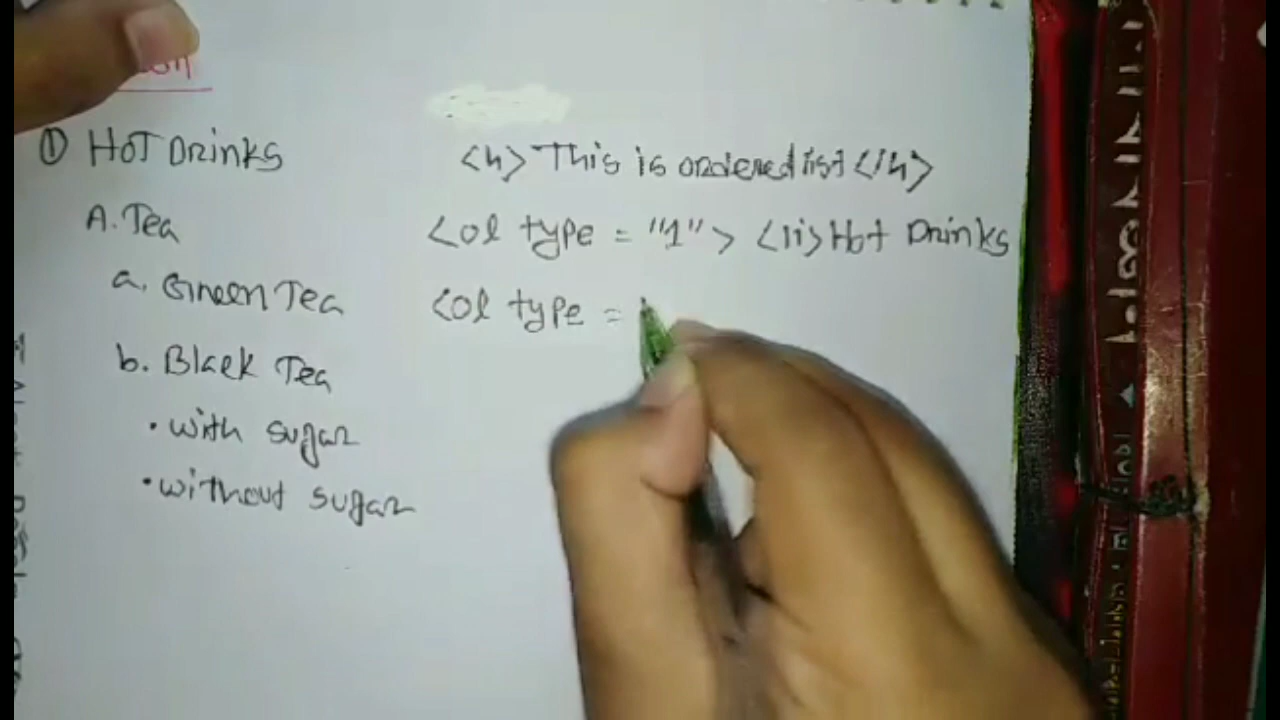 ① HOT Drinks
A. Tea
a. Green Tea
b. Black Tea
• with sugar
• without sugar
<h> This is ordered list </h>
<ol type = "1"> <li> Hot Drinks
<ol type =